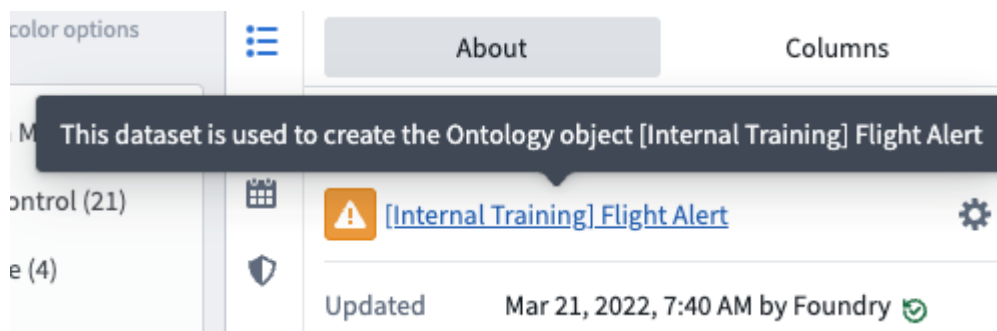 color options
About
Columns
M
This dataset is used to create the Ontology object [Internal Training] Flight Alert
ontrol (21)
[Internal Training] Flight Alert
e (4)
Updated
Mar 21, 2022, 7:40 AM by Foundry